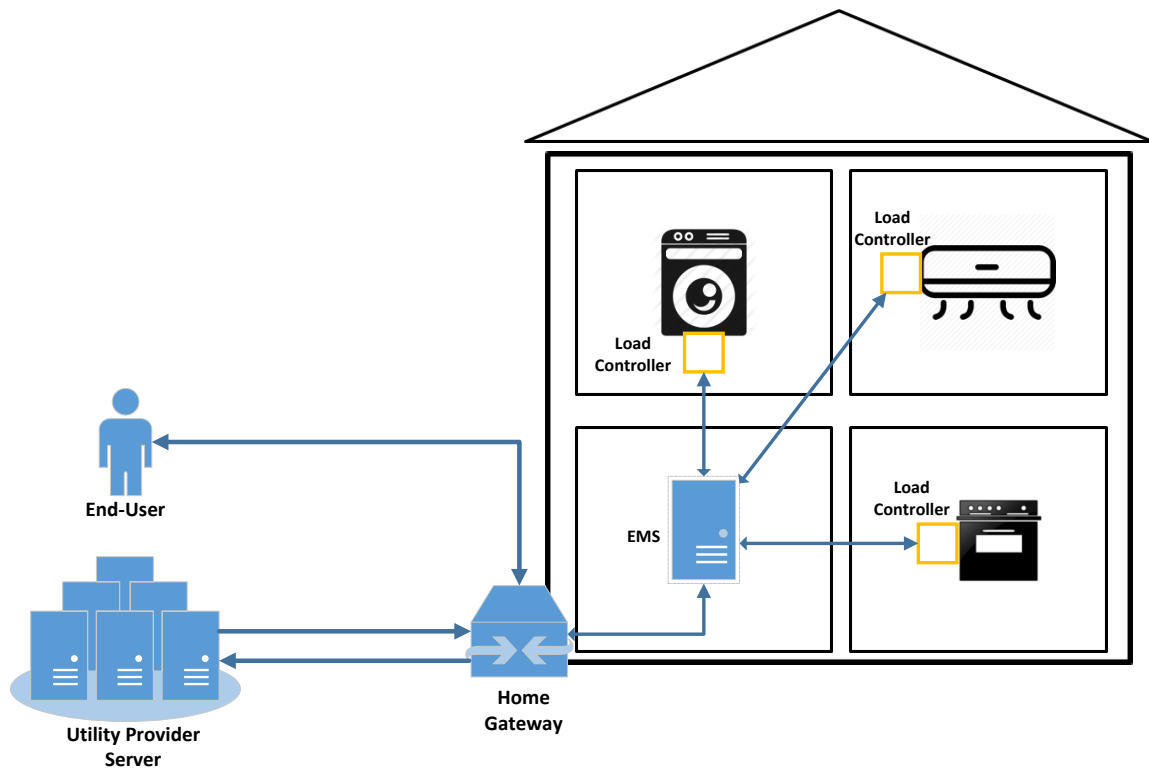 Load
Controller
Load
Controller
End-User
EMS
Load
Controller
Utility Provider
Server
Home
Gateway